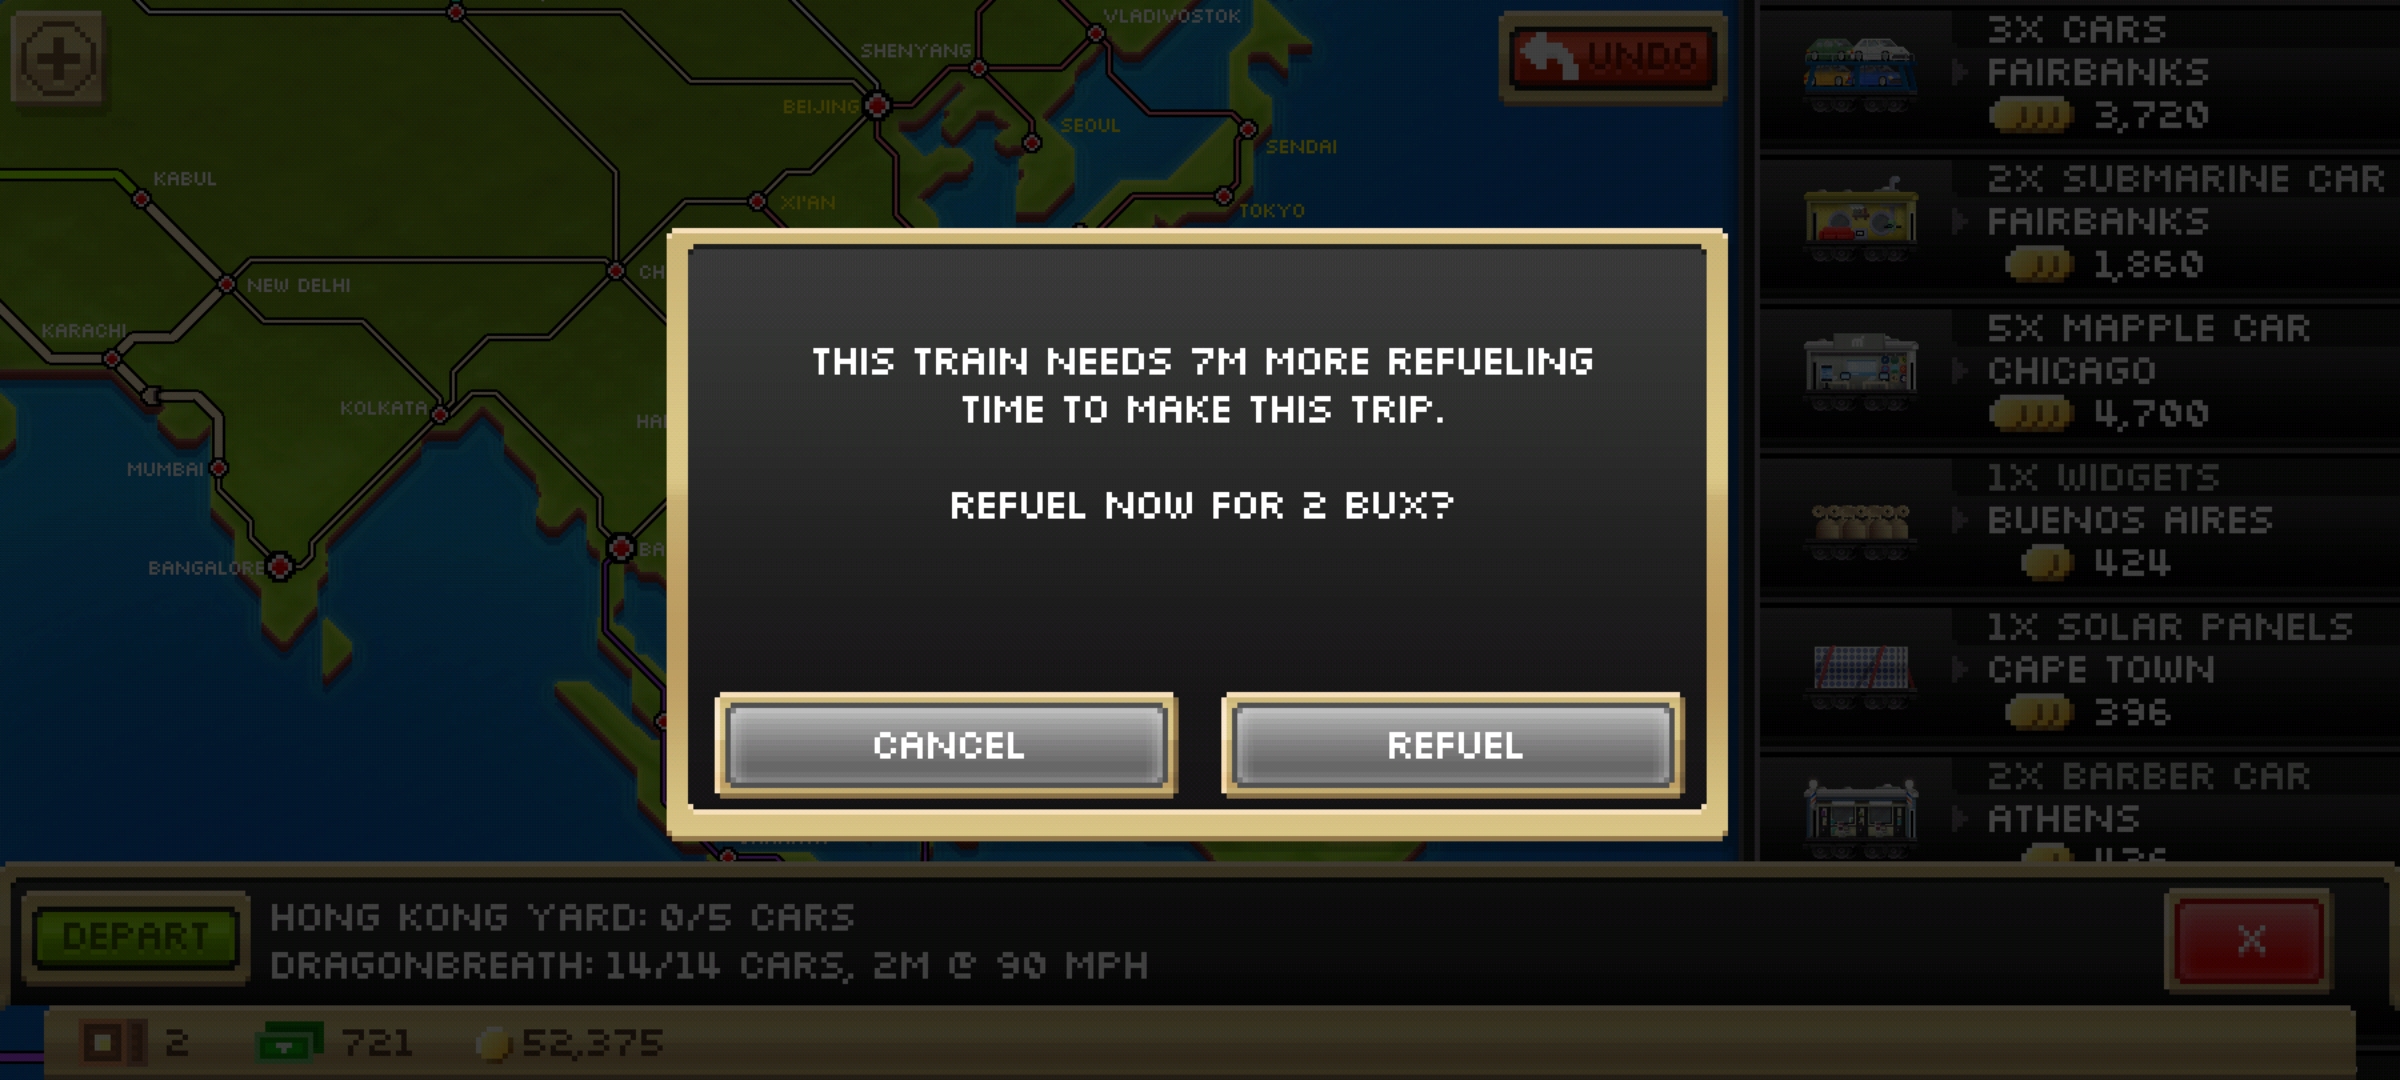 VLADIVOSTOK
SHENYANG
BEIJING
SEOUL
SENDAI
KABUL
XI'AN
TOKYO
CH
NEW DELHI
KARACHI
KOLKATA
HA
MUMBAI
BA
BANGALORE
UNDO
3X CARS
FAIRBANKS
3,720
2X SUBMARINE CAR
FAIRBANKS
1,860
5X MAPPLE CAR
CHICAGO
4,700
1X WIDGETS
BUENOS AIRES
424
1X SOLAR PANELS
CAPE TOWN
396
2X BARBER CAR
ATHENS
THIS TRAIN NEEDS 7M MORE REFUELING
TIME TO MAKE THIS TRIP.
REFUEL NOW FOR 2 BUX?
CANCEL
REFUEL
DEPART
HONG KONG YARD: 0/5 CARS
DRAGONBREATH: 14/14 CARS, 2M @ 90 MPH
X
2
721
52,375